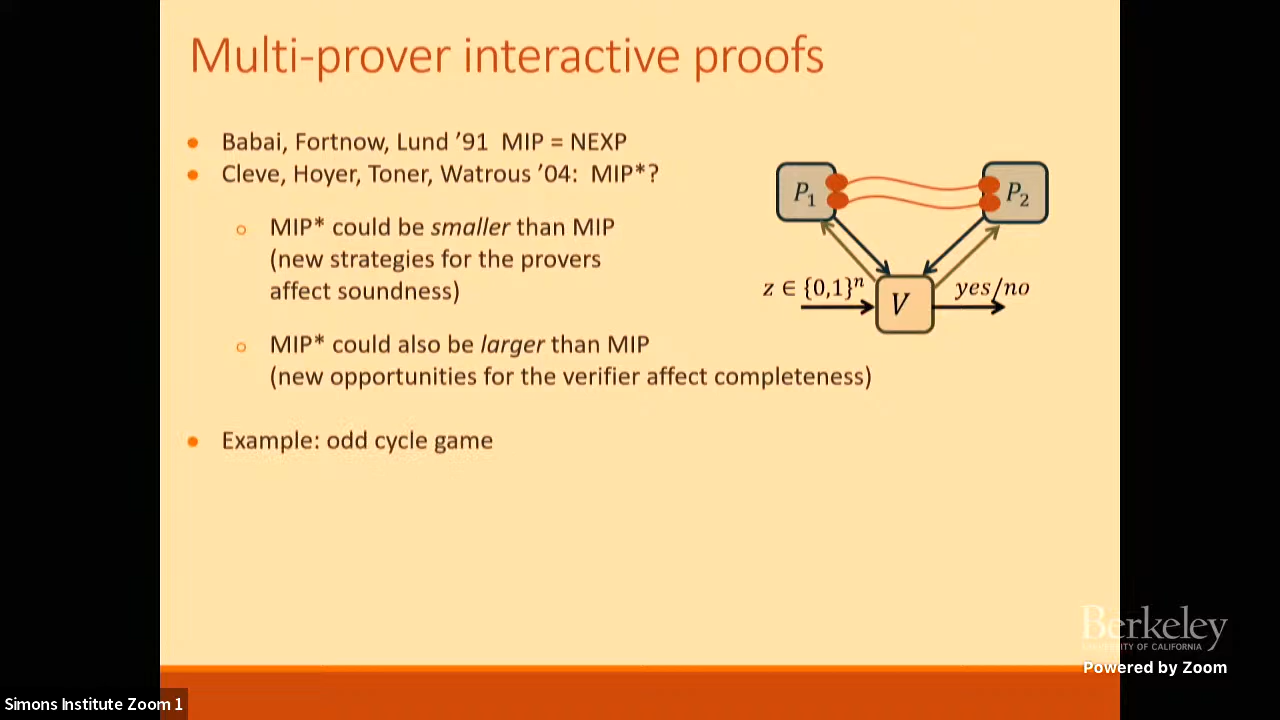 Multi-prover interactive proofs
• Babai, Fortnow, Lund ’91 MIP = NEXP
• Cleve, Hoyer, Toner, Watrous ’04: MIP*?
○ MIP* could be smaller than MIP
(new strategies for the provers
affect soundness)
○ MIP* could also be larger than MIP
(new opportunities for the verifier affect completeness)
• Example: odd cycle game
P₁
P₂
z ∈ {0,1}ⁿ
V
yes/no
Berkeley
UNIVERSITY OF CALIFORNIA
Powered by Zoom
Simons Institute Zoom 1